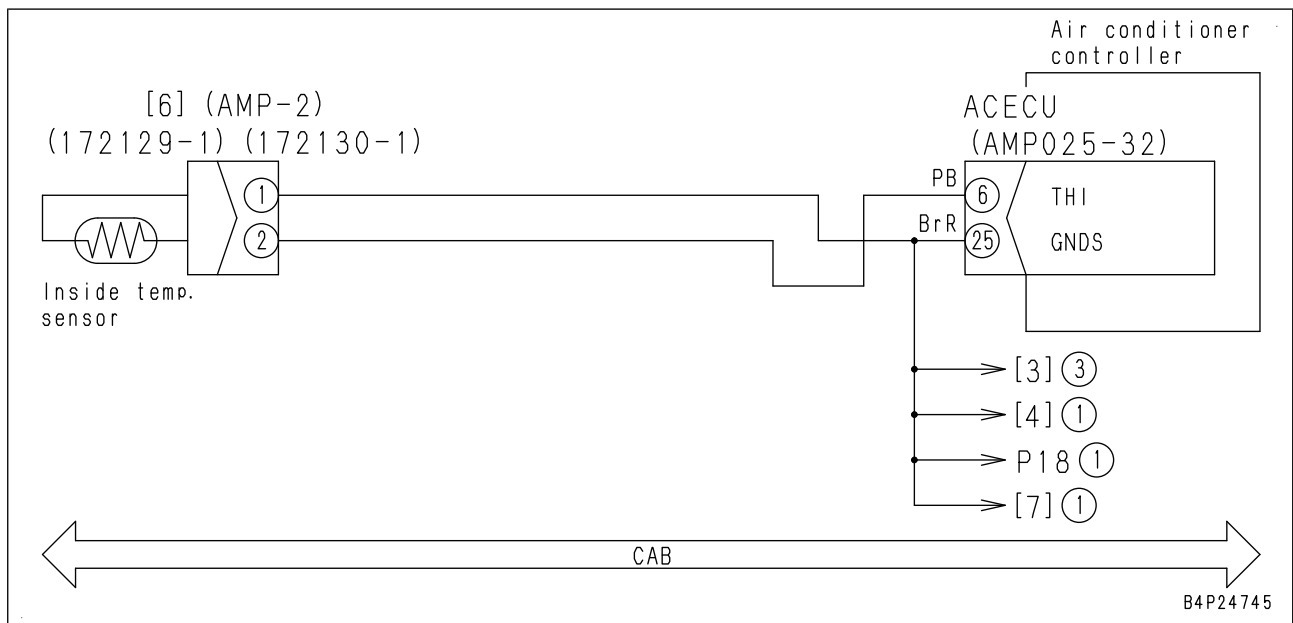 Air conditioner
controller
[6] (AMP-2)
(172129-1) (172130-1)
ACECU
(AMP025-32)
1
PB
6
THI
2
BrR
25
GNDS
Inside temp.
sensor
[3] 3
[4] 1
P18 1
[7] 1
CAB
B4P24745